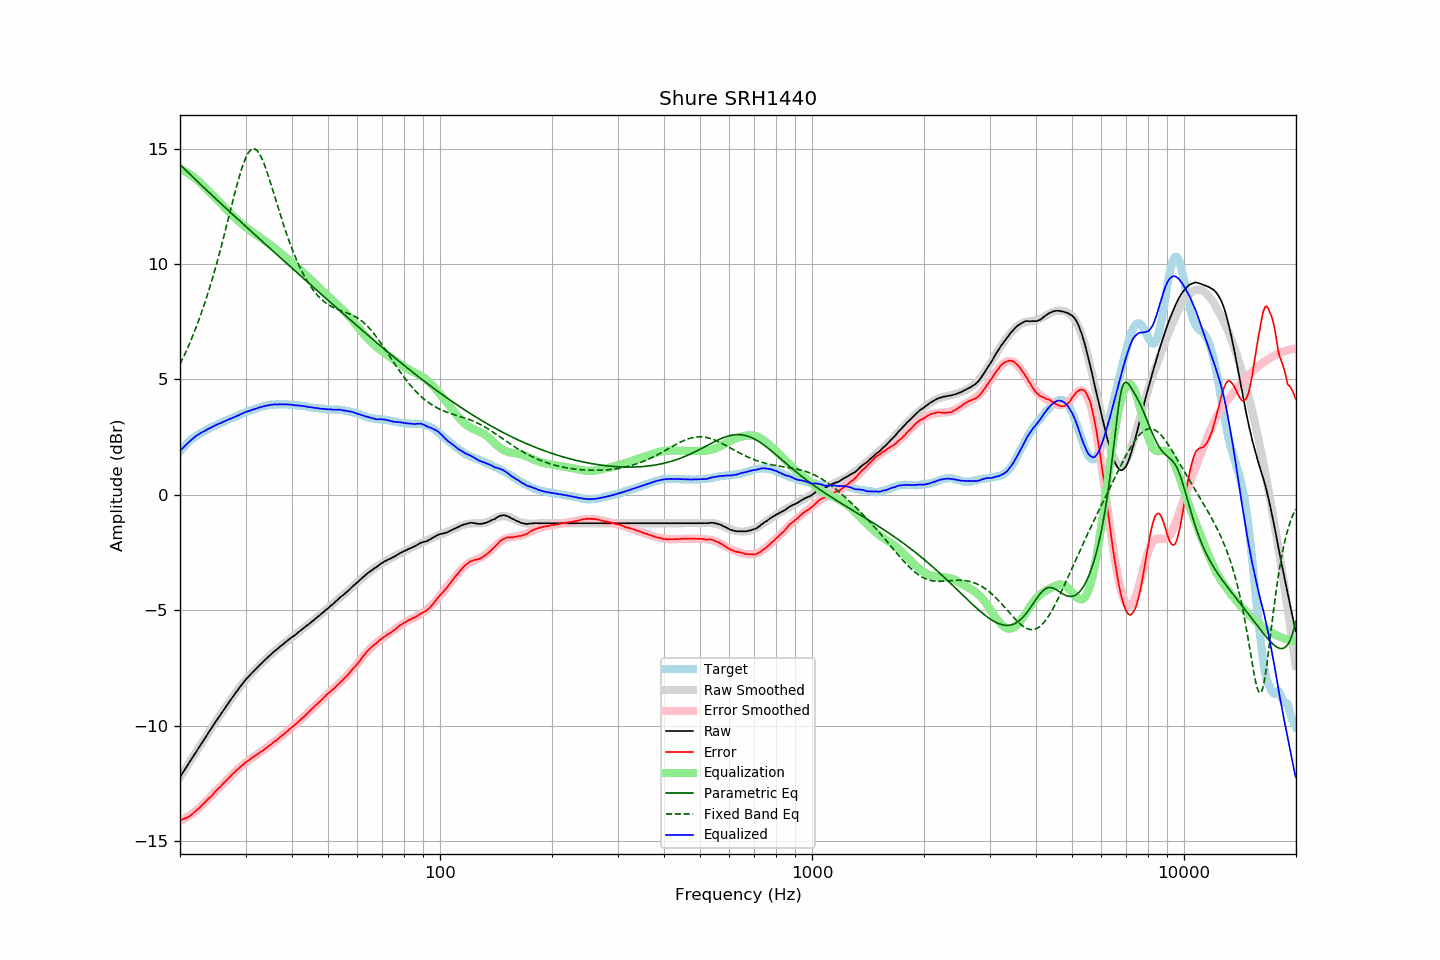 Shure SRH1440
Amplitude (dBr)
15
10
5
0
−5
−10
−15
100
1000
10000
Frequency (Hz)
Target
Raw Smoothed
Error Smoothed
Raw
Error
Equalization
Parametric Eq
Fixed Band Eq
Equalized